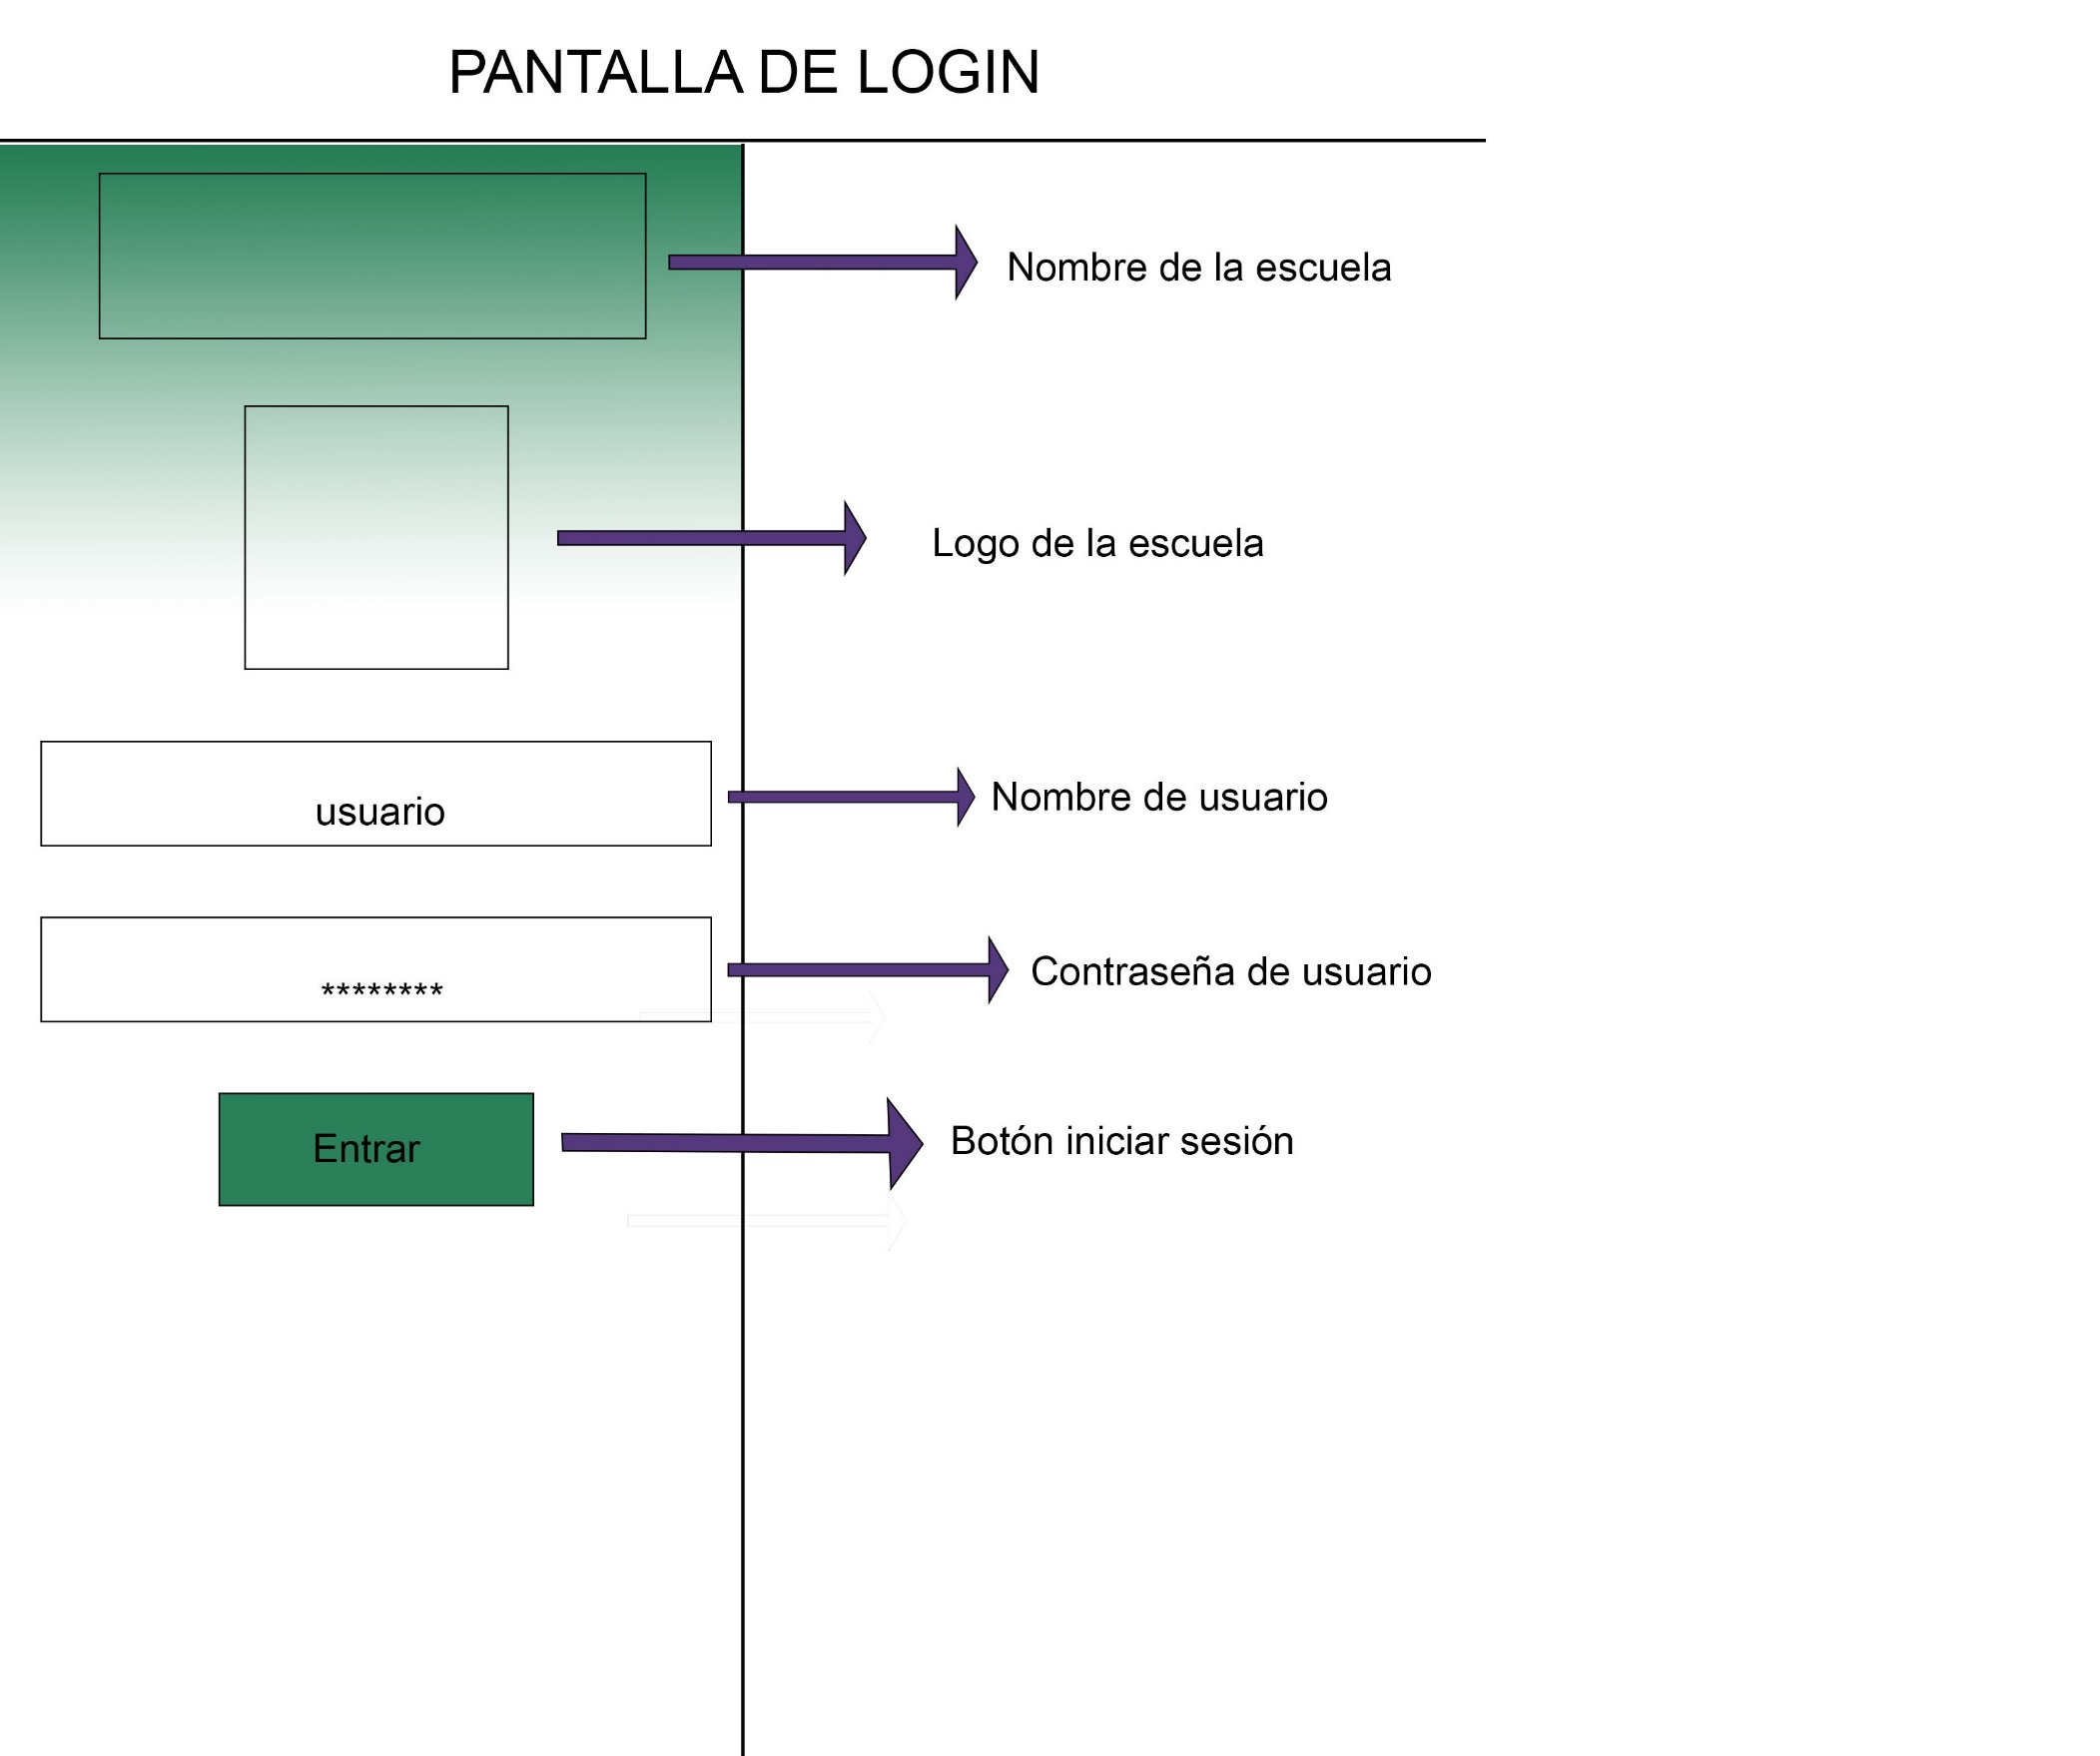 PANTALLA DE LOGIN
Nombre de la escuela
Logo de la escuela
usuario
Nombre de usuario
********
Contraseña de usuario
Entrar
Botón iniciar sesión